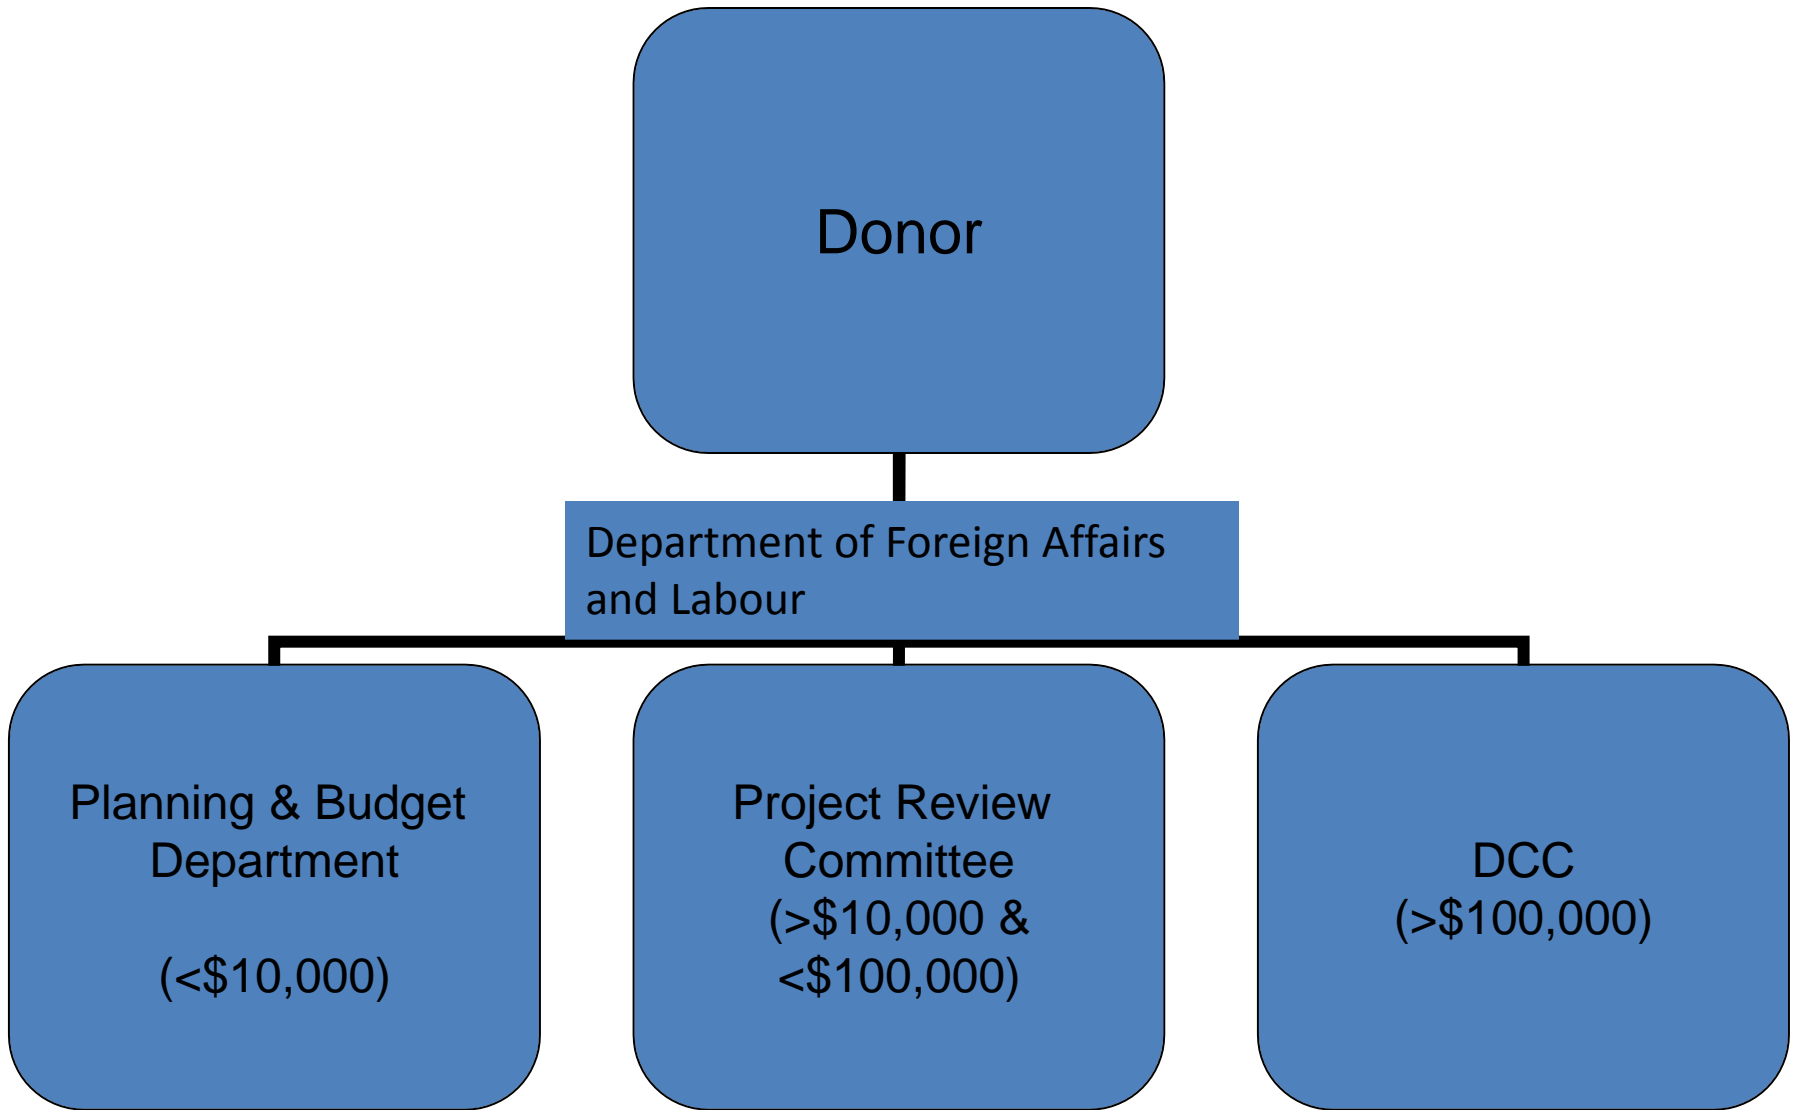 Donor
Department of Foreign Affairs
and Labour
Planning & Budget
Department
(<$10,000)
Project Review
Committee
(>$10,000 &
<$100,000)
DCC
(>$100,000)